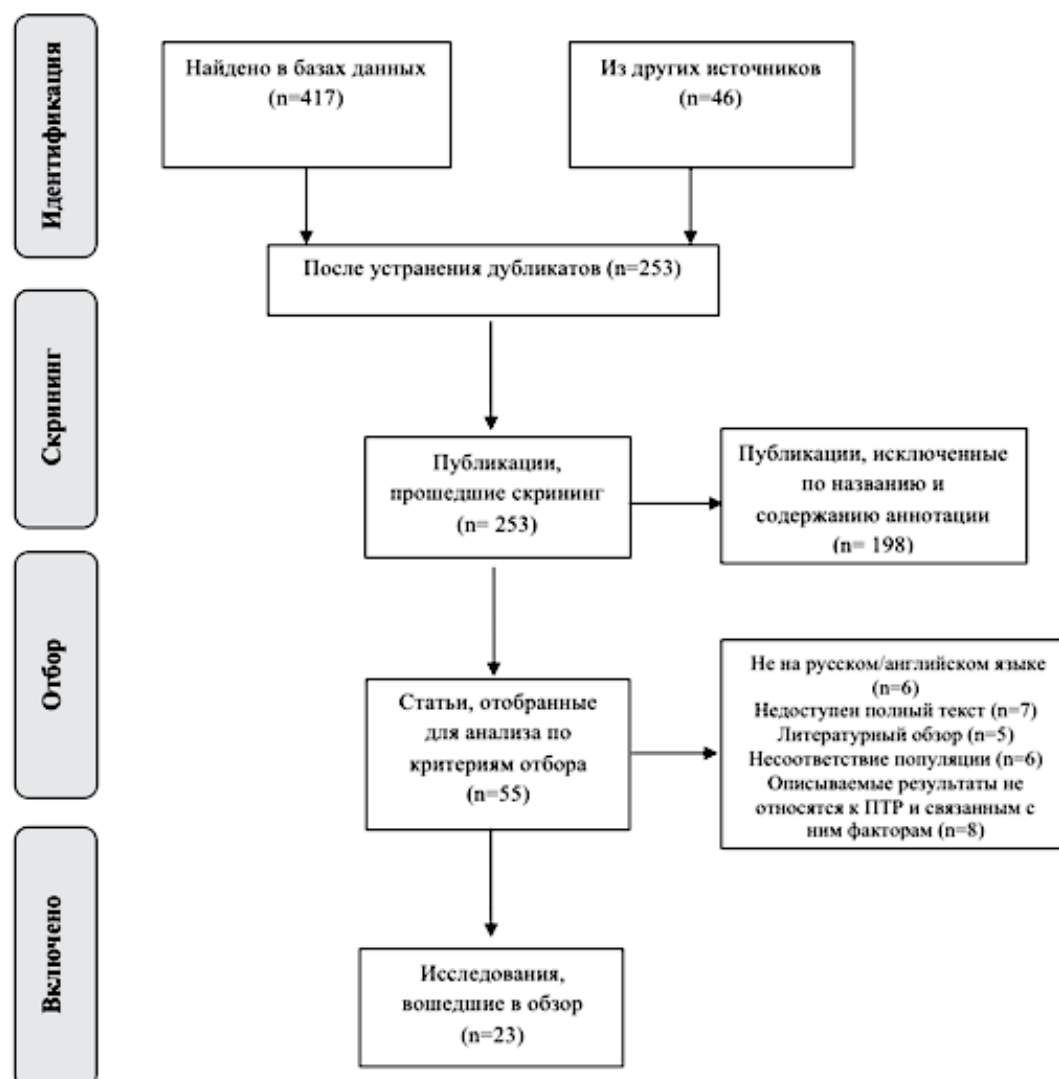 Идентификация
Найдено в базах данных
(n=417)
Из других источников
(n=46)
После устранения дубликатов (n=253)
Скрининг
Публикации,
прошедшие скрининг
(n= 253)
Публикации, исключенные
по названию и
содержанию аннотации
(n= 198)
Отбор
Статьи, отобранные
для анализа по
критериям отбора
(n=55)
Не на русском/английском языке
(n=6)
Недоступен полный текст (n=7)
Литературный обзор (n=5)
Несоответствие популяции (n=6)
Описываемые результаты не
относятся к ПТР и связанным с
ним факторам (n=8)
Включено
Исследования,
вошедшие в обзор
(n=23)